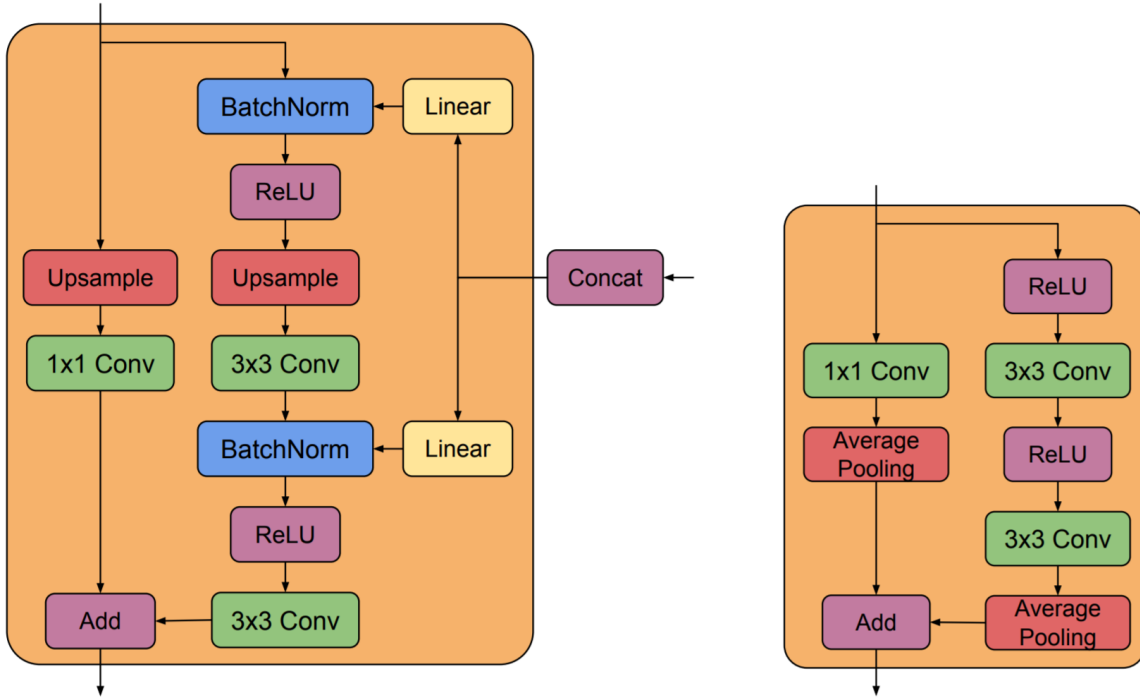 BatchNorm
Linear
ReLU
Upsample
Upsample
Concat
1x1 Conv
3x3 Conv
BatchNorm
Linear
ReLU
Add
3x3 Conv
ReLU
1x1 Conv
3x3 Conv
Average
Pooling
ReLU
3x3 Conv
Add
Average
Pooling